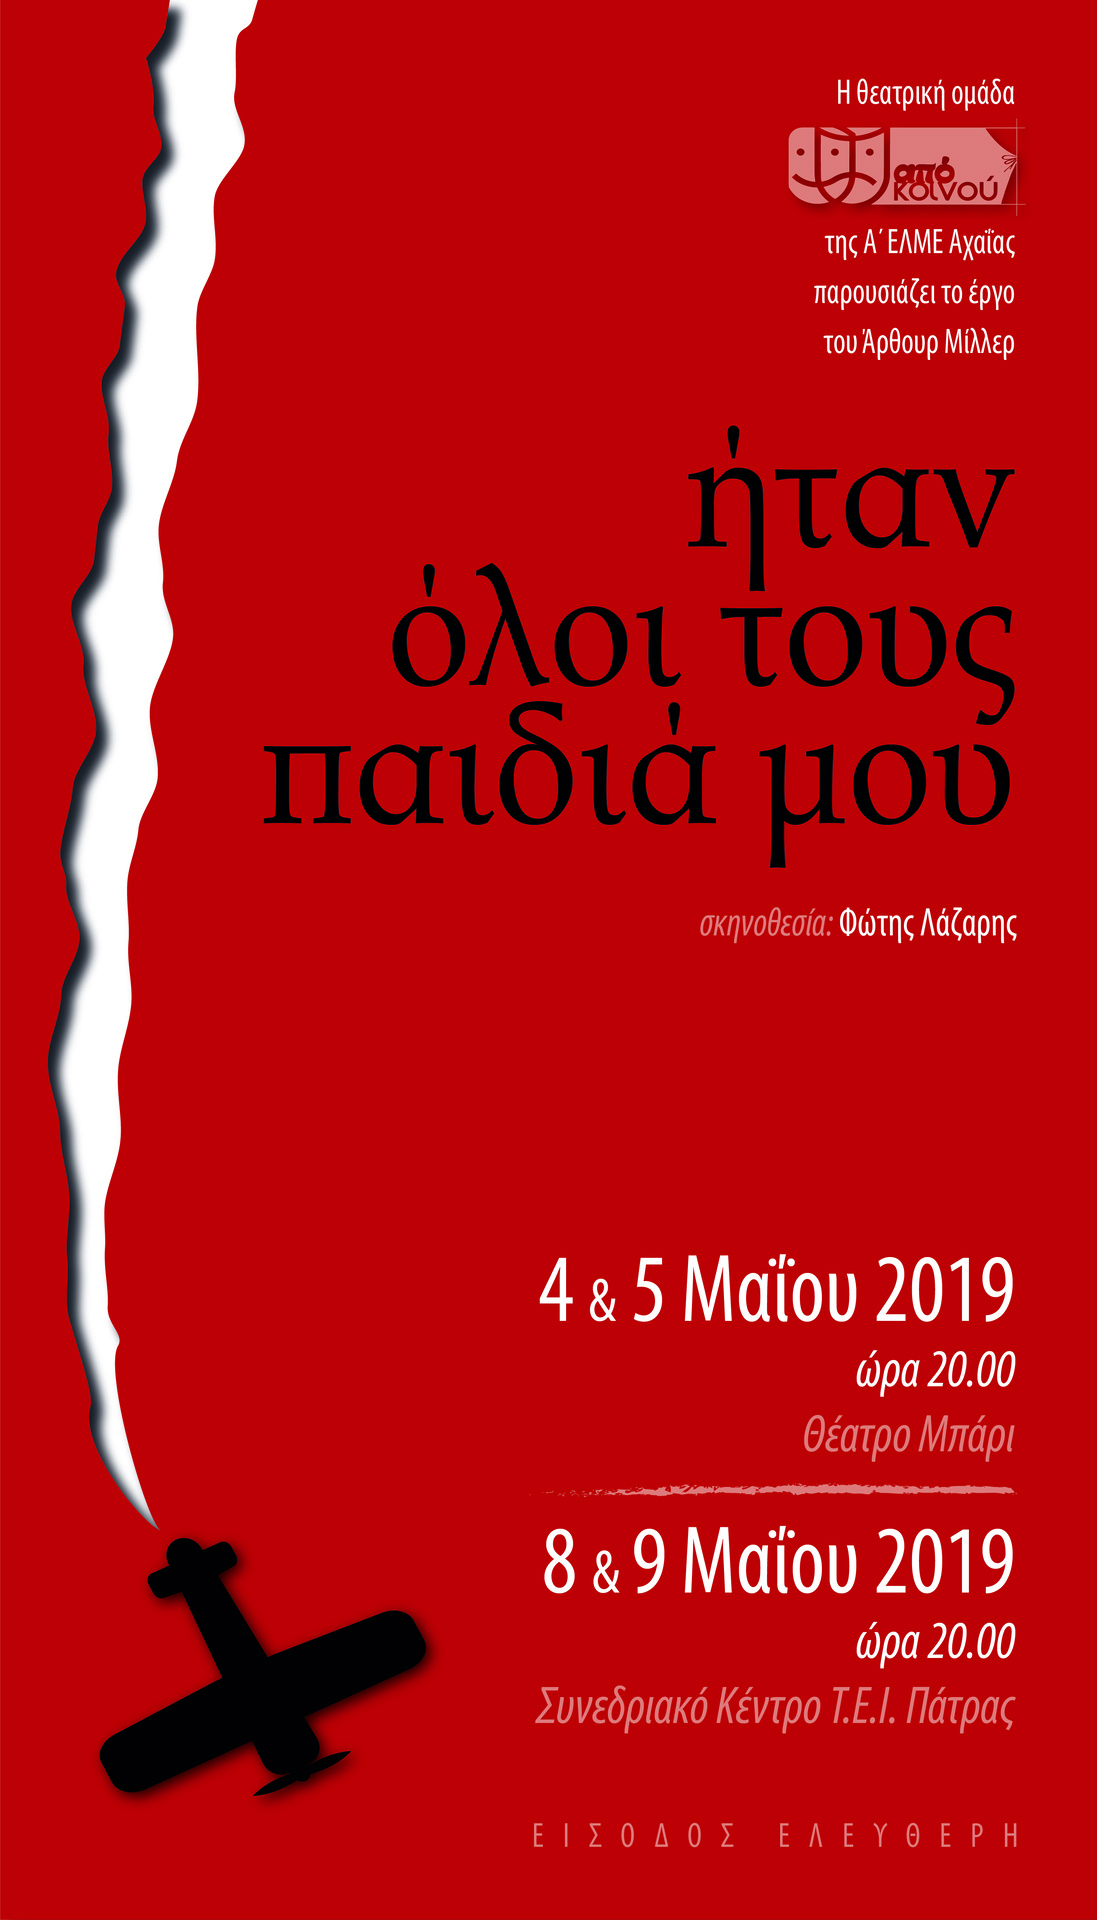 Η θεατρική ομάδα
από
κοινού
της Α΄ ΕΛΜΕ Αχαΐας
παρουσιάζει το έργο
του Άρθουρ Μίλλερ
ήταν
όλοι τους
παιδιά μου
σκηνοθεσία: Φώτης Λάζαρης
4 & 5 Μαΐου 2019
ώρα 20.00
Θέατρο Μπάρι
8 & 9 Μαΐου 2019
ώρα 20.00
Συνεδριακό Κέντρο Τ.Ε.Ι. Πάτρας
ΕΙΣΟΔΟΣ ΕΛΕΥΘΕΡΗ